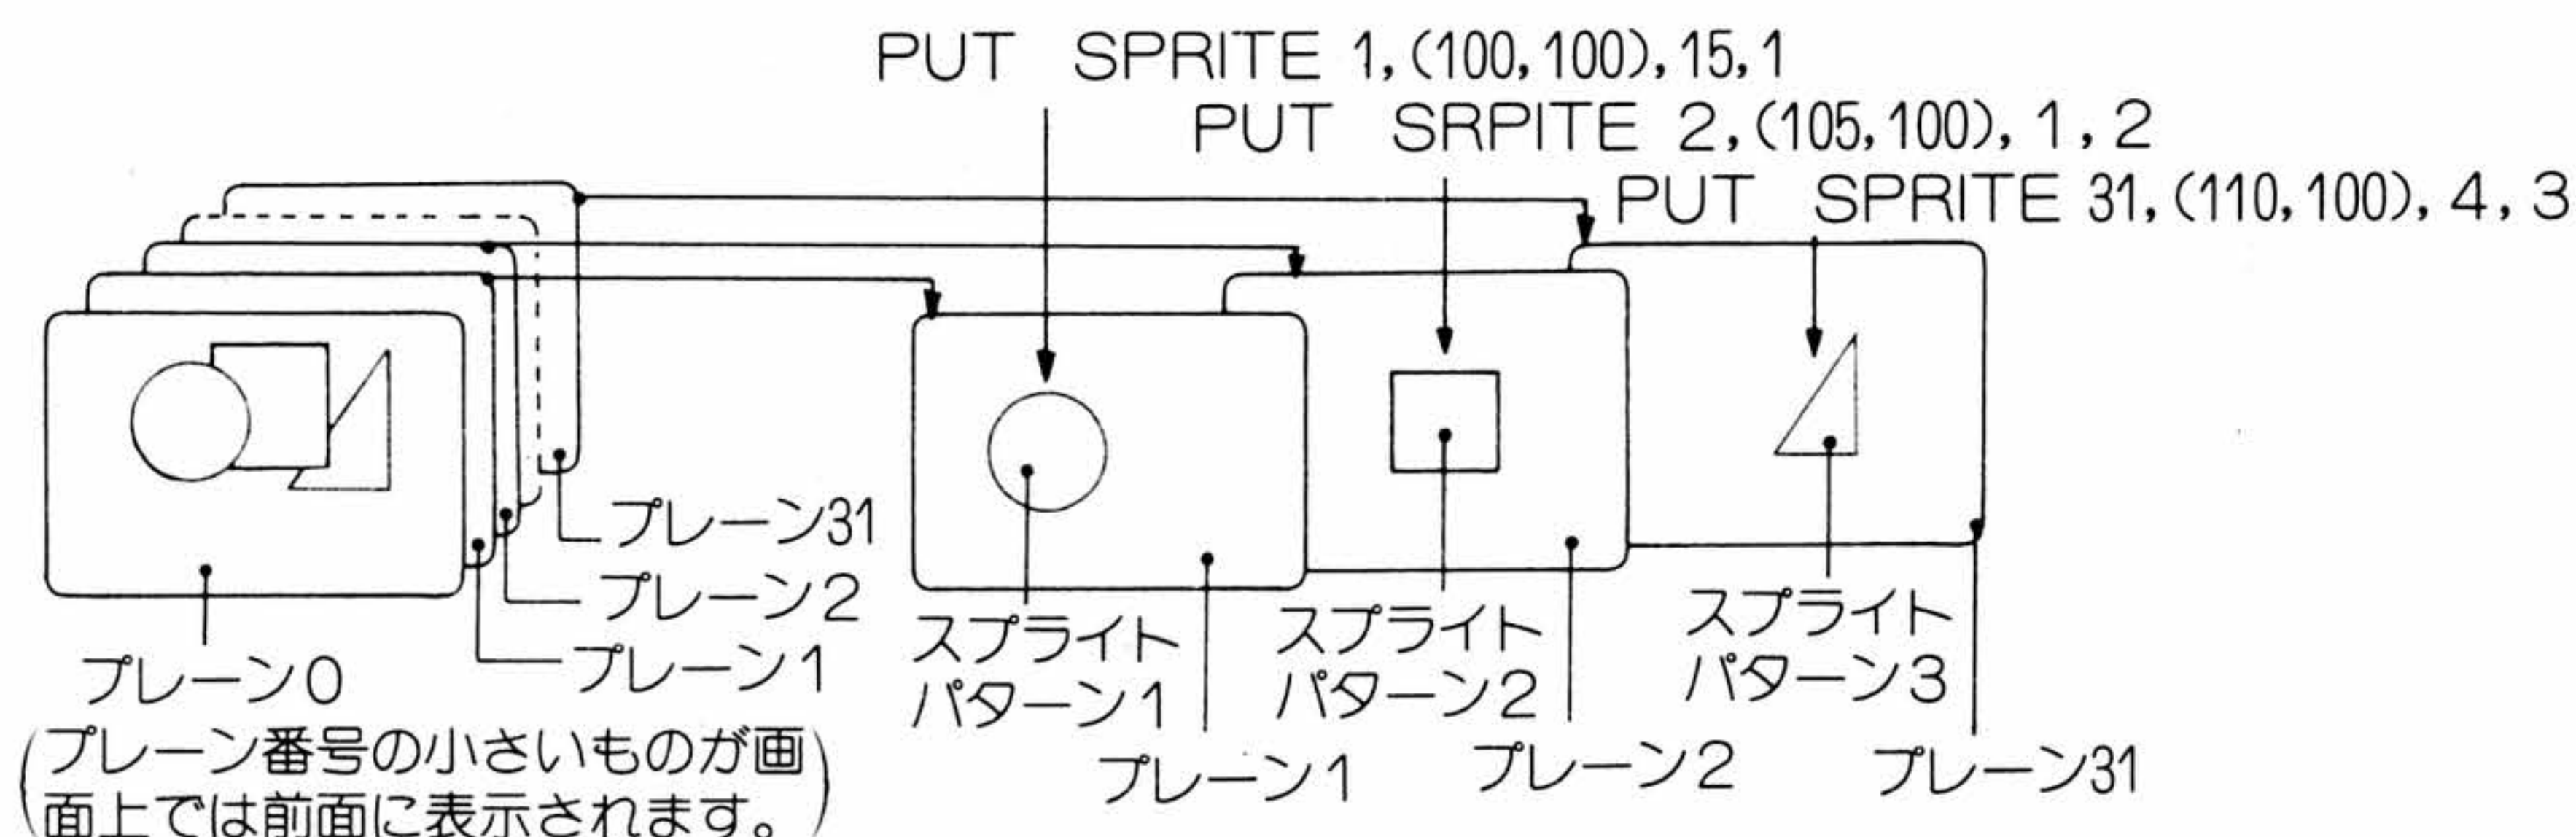 PUT SPRITE 1,(100,100),15,1
PUT SRPITE 2,(105,100),1,2
PUT SPRITE 31,(110,100),4,3
プレーン31
プレーン2
プレーン1
プレーン0
(プレーン番号の小さいものが画
面上では前面に表示されます。)
スプライト
パターン1
プレーン1
スプライト
パターン2
プレーン2
スプライト
パターン3
プレーン31